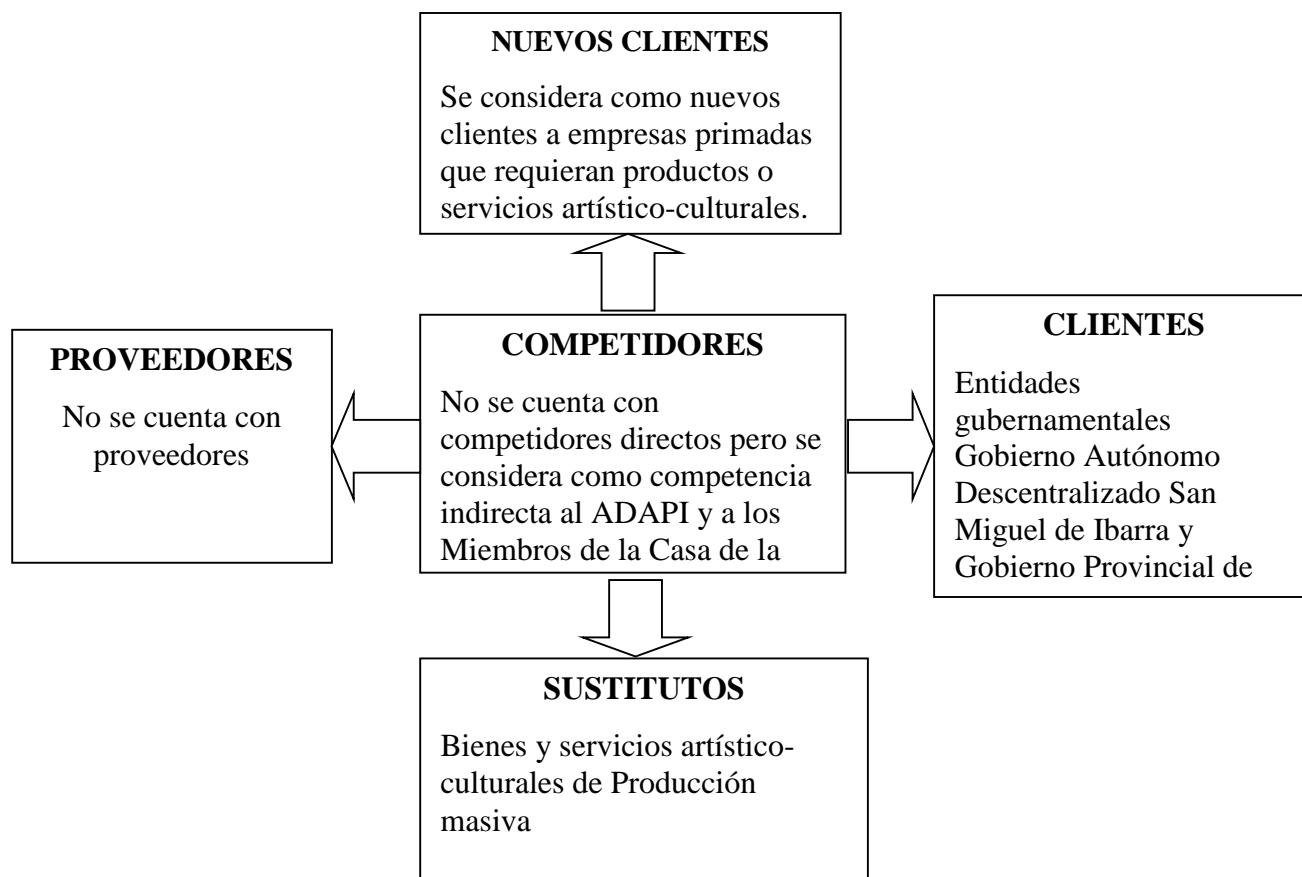 NUEVOS CLIENTES
Se considera como nuevos
clientes a empresas primadas
que requieran productos o
servicios artístico-culturales.
PROVEEDORES
No se cuenta con
proveedores
COMPETIDORES
No se cuenta con
competidores directos pero se
considera como competencia
indirecta al ADAPI y a los
Miembros de la Casa de la
CLIENTES
Entidades
gubernamentales
Gobierno Autónomo
Descentralizado San
Miguel de Ibarra y
Gobierno Provincial de
SUSTITUTOS
Bienes y servicios artístico-
culturales de Producción
masiva